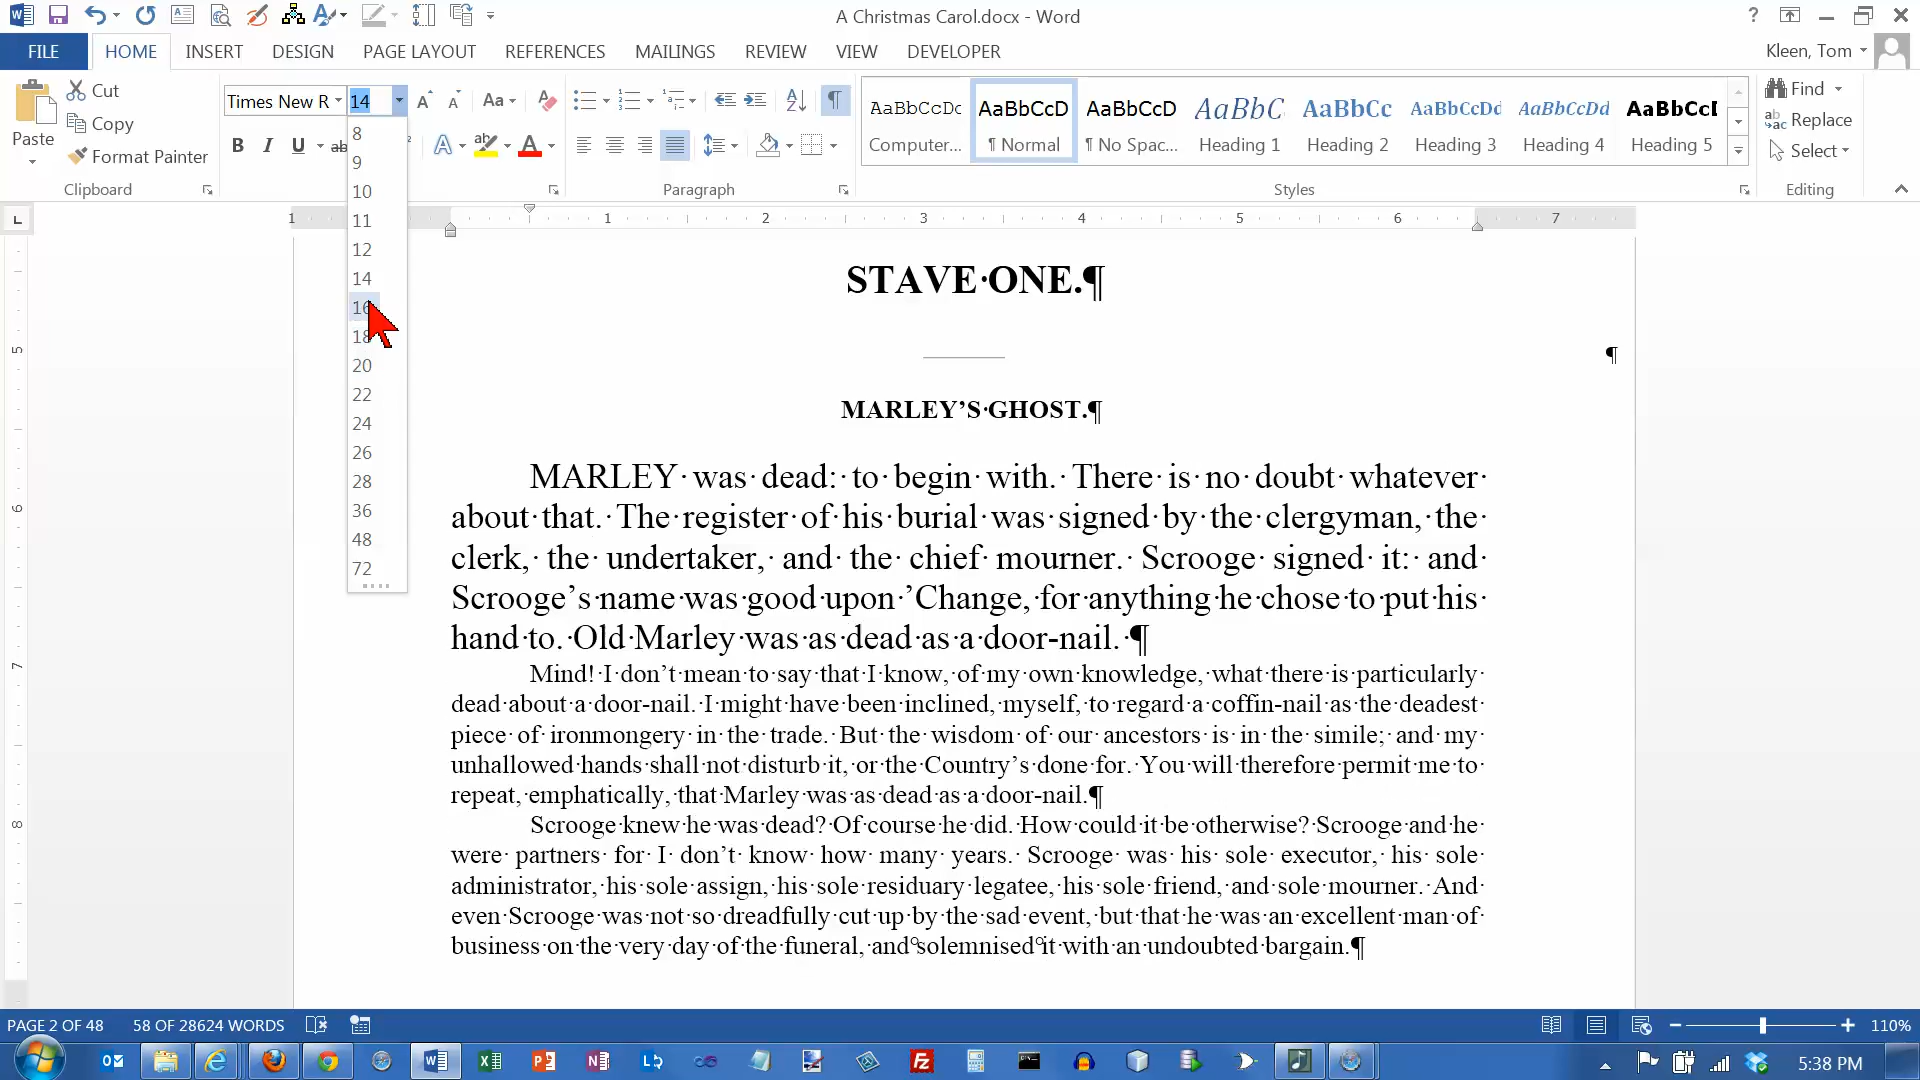 A Christmas Carol.docx - Word
?
FILE HOME INSERT DESIGN PAGE LAYOUT REFERENCES MAILINGS REVIEW VIEW DEVELOPER
Kleen, Tom
Paste
Cut
Copy
Format Painter
Clipboard
Times New R 14
B I U ab
Paragraph
AaBbCcDc AaBbCcD AaBbCcD AaBbC AaBbCc AaBbCcDd AaBbCcDd AaBbCcI
Computer... ¶ Normal ¶ No Spac... Heading 1 Heading 2 Heading 3 Heading 4 Heading 5
Styles
Find
Replace
Select
Editing
8
9
10
11
12
14
16
18
20
22
24
26
28
36
48
72
1 1 2 3 4 5 6 7
5
6
7
8
STAVE·ONE.¶
¶
MARLEY’S·GHOST.¶
MARLEY· was· dead:· to· begin· with.· There· is· no· doubt· whatever·
about·that.· The·register·of·his·burial·was·signed·by·the·clergyman,·the·
clerk,· the· undertaker,· and· the· chief· mourner.· Scrooge· signed· it:· and·
Scrooge’s·name·was·good·upon·’Change,·for·anything·he·chose·to·put·his·
hand·to.·Old·Marley·was·as·dead·as·a·door-nail.·¶
Mind!·I·don’t·mean·to·say·that·I·know,·of·my·own·knowledge,·what·there·is·particularly·
dead·about·a·door-nail.·I·might·have·been·inclined,·myself,·to·regard·a·coffin-nail·as·the·deadest·
piece· of· ironmongery· in· the· trade.· But· the· wisdom· of· our· ancestors· is· in· the· simile;· and· my·
unhallowed·hands·shall·not·disturb·it,·or·the·Country’s·done·for.·You·will·therefore·permit·me·to·
repeat,·emphatically,·that·Marley·was·as·dead·as·a·door-nail.¶
Scrooge·knew·he·was·dead?·Of·course·he·did.·How·could·it·be·otherwise?·Scrooge·and·he·
were· partners· for· I· don’t· know· how· many· years.· Scrooge· was· his· sole· executor,· his· sole·
administrator,·his·sole·assign,·his·sole·residuary·legatee,·his·sole·friend,·and·sole·mourner.·And·
even·Scrooge·was·not·so·dreadfully·cut·up·by·the·sad·event,·but·that·he·was·an·excellent·man·of·
business·on·the·very·day·of·the·funeral,·and°solemnised°it·with·an·undoubted·bargain.¶
PAGE 2 OF 48 58 OF 28624 WORDS
110%
5:38 PM